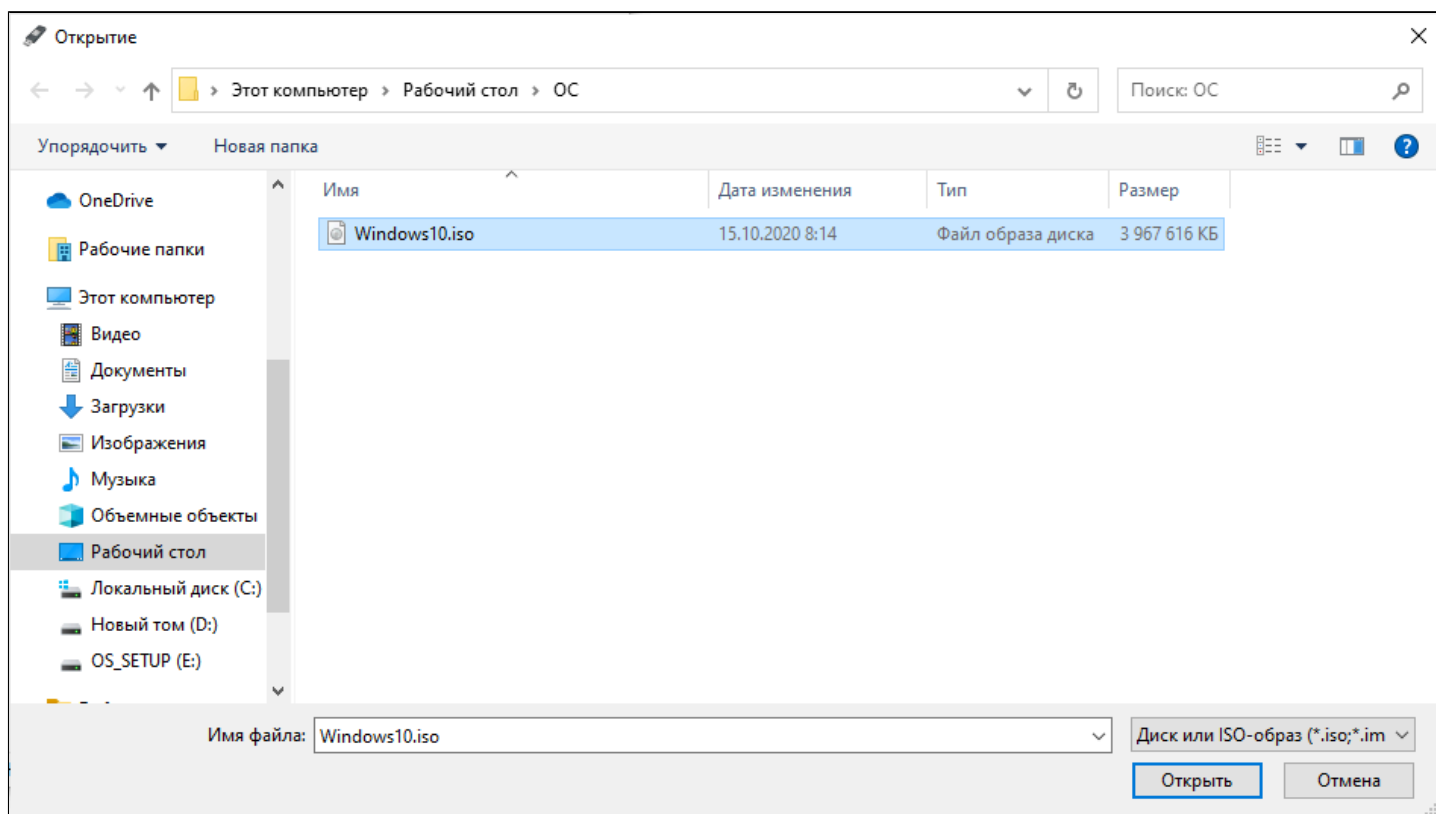 Открытие
Этот компьютер › Рабочий стол › ОС
Поиск: ОС
Упорядочить
Новая папка
Имя
Дата изменения
Тип
Размер
Windows10.iso
15.10.2020 8:14
Файл образа диска
3 967 616 КБ
OneDrive
Рабочие папки
Этот компьютер
Видео
Документы
Загрузки
Изображения
Музыка
Объемные объекты
Рабочий стол
Локальный диск (C:)
Новый том (D:)
OS_SETUP (E:)
Имя файла:
Windows10.iso
Диск или ISO-образ (*.iso;*.im
Открыть
Отмена